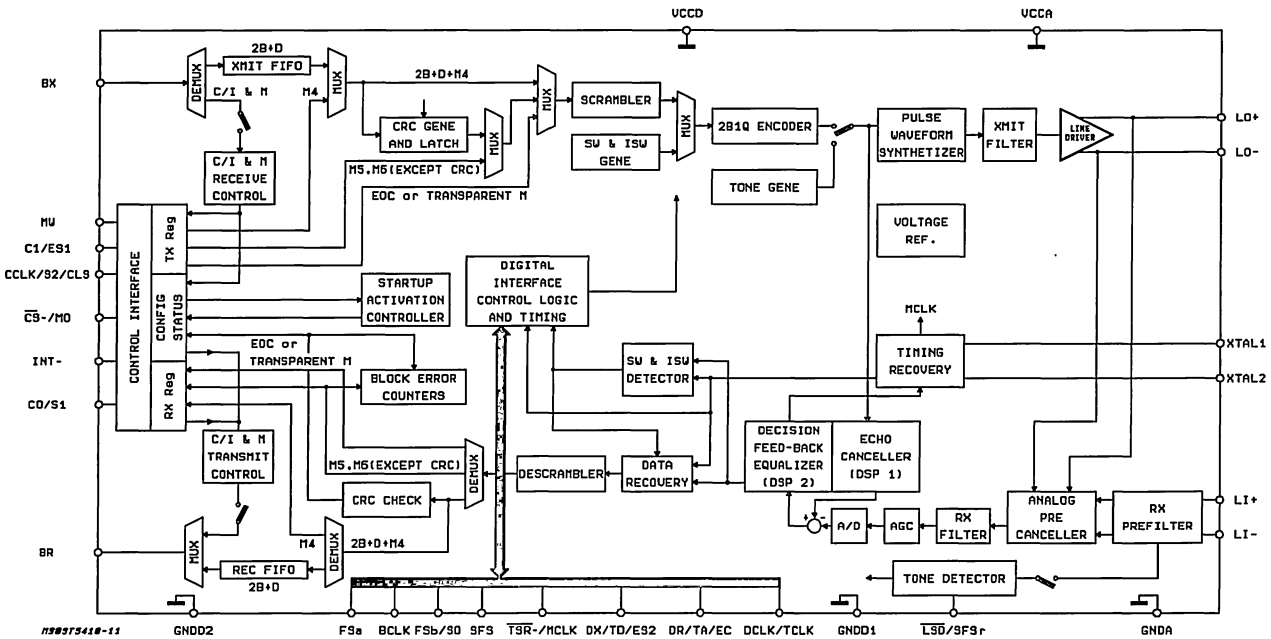 VCCD
VCCA
BX
DEMUX
2B+D
XMIT FIFO
C/I & M
M4
MUX
2B+D+M4
CRC GENE
AND LATCH
MUX
MUX
M5.M6(EXCEPT CRC)
EOC or TRANSPARENT M
SCRAMBLER
SW & ISW
GENE
MUX
2B1Q ENCODER
TONE GENE
PULSE
WAVEFORM
SYNTHETIZER
XMIT
FILTER
LINE
DRIVER
LO+
LO-
C/I & M
RECEIVE
CONTROL
VOLTAGE
REF.
MW
C1/ES1
CCLK/S2/CLS
CS-/MO
INT-
CO/S1
CONTROL INTERFACE
TX Reg
CONFIG
STATUS
RX Reg
STARTUP
ACTIVATION
CONTROLLER
DIGITAL
INTERFACE
CONTROL LOGIC
AND TIMING
EOC or
TRANSPARENT M
BLOCK ERROR
COUNTERS
SW & ISW
DETECTOR
MCLK
TIMING
RECOVERY
XTAL1
XTAL2
C/I & M
TRANSMIT
CONTROL
M5.M6(EXCEPT CRC)
DEMUX
DESCRAMBLER
DATA
RECOVERY
DECISION
FEED-BACK
EQUALIZER
(DSP 2)
ECHO
CANCELLER
(DSP 1)
CRC CHECK
+ -
A/D
AGC
RX
FILTER
ANALOG
PRE
CANCELLER
RX
PREFILTER
LI+
LI-
BR
MUX
M4
DEMUX
2B+D+M4
REC FIFO
2B+D
TONE DETECTOR
M90ST5410-11
GNDD2
FSa
BCLK
FSb/SO
SFS
TSR-/MCLK
DX/TD/ES2
DR/TA/EC
DCLK/TCLK
GNDD1
LSD/SFSr
GNDA